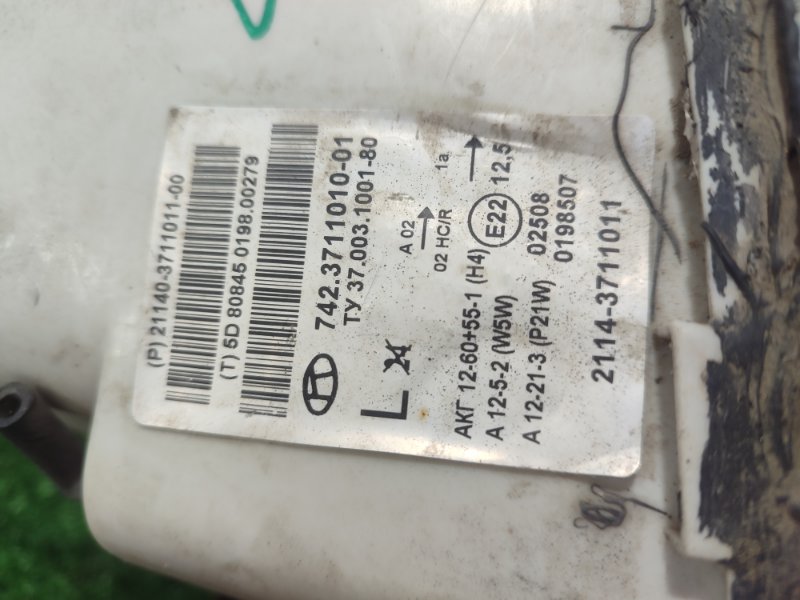 (P) 21140-3711011-00
(T) 5D 80845 0198.00279
742.3711010-01
ТУ 37.003.1001-80
L
A 02
02 HC/R
1a
АКГ 12-60+55-1 (H4)
E22
12,5
А 12-5-2 (W5W)
02508
А 12-21-3 (P21W)
0198507
2114-3711011